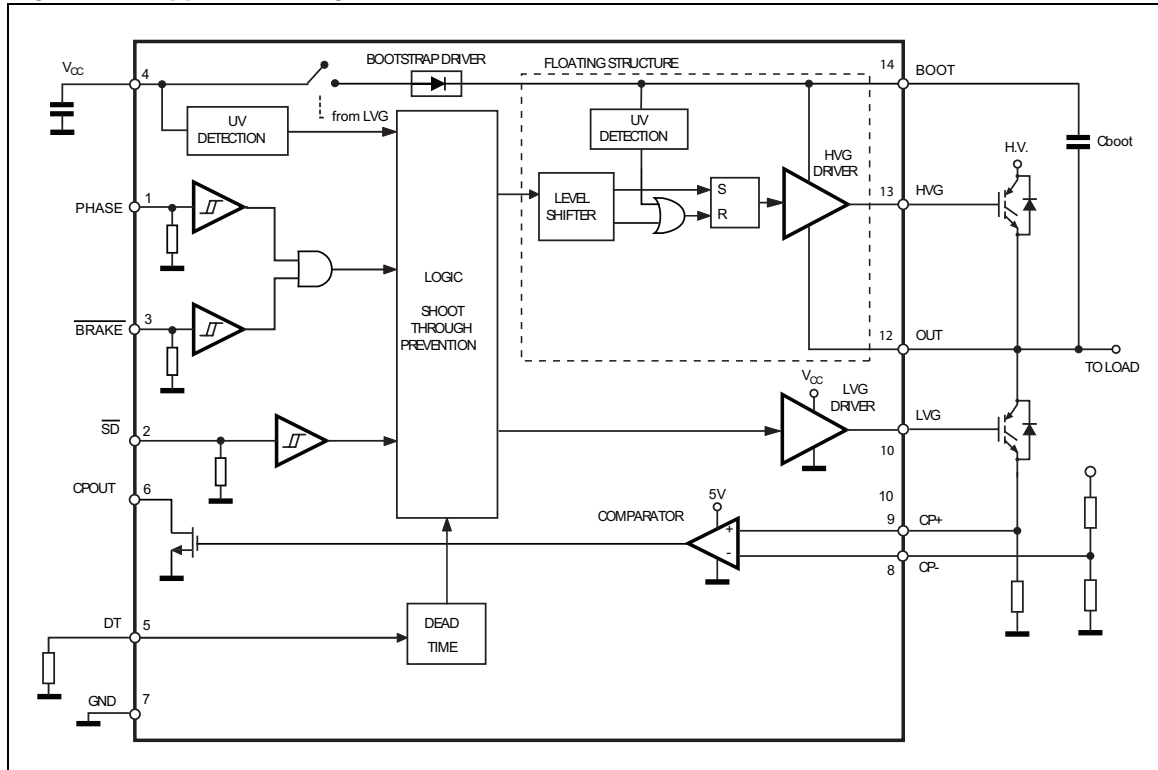 BOOTSTRAP DRIVER
FLOATING STRUCTURE
14
BOOT
VCC
4
from LVG
UV
DETECTION
UV
DETECTION
Cboot
H.V.
HVG
DRIVER
13
HVG
PHASE
1
LEVEL
SHIFTER
S
R
LOGIC
SHOOT
THROUGH
PREVENTION
BRAKE
3
12
OUT
TO LOAD
VCC
LVG
DRIVER
LVG
10
SD
2
CPOUT
6
10
5V
COMPARATOR
+
-
9
CP+
8
CP-
DT
5
DEAD
TIME
GND
7